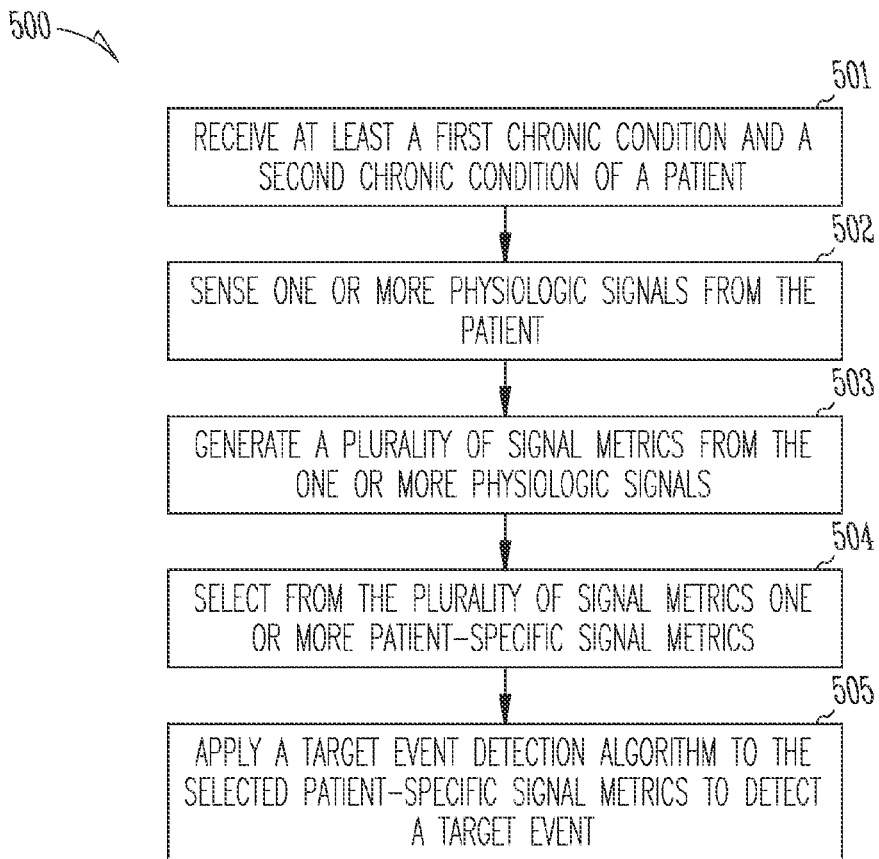 500
501
RECEIVE AT LEAST A FIRST CHRONIC CONDITION AND A
SECOND CHRONIC CONDITION OF A PATIENT
502
SENSE ONE OR MORE PHYSIOLOGIC SIGNALS FROM THE
PATIENT
503
GENERATE A PLURALITY OF SIGNAL METRICS FROM THE
ONE OR MORE PHYSIOLOGIC SIGNALS
504
SELECT FROM THE PLURALITY OF SIGNAL METRICS ONE
OR MORE PATIENT-SPECIFIC SIGNAL METRICS
505
APPLY A TARGET EVENT DETECTION ALGORITHM TO THE
SELECTED PATIENT-SPECIFIC SIGNAL METRICS TO DETECT
A TARGET EVENT